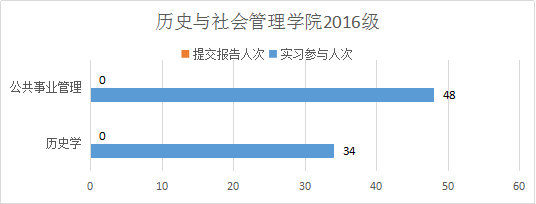 历史与社会管理学院2016级
提交报告人次 实习参与人次
公共事业管理 0 48
历史学 0 34
0 10 20 30 40 50 60